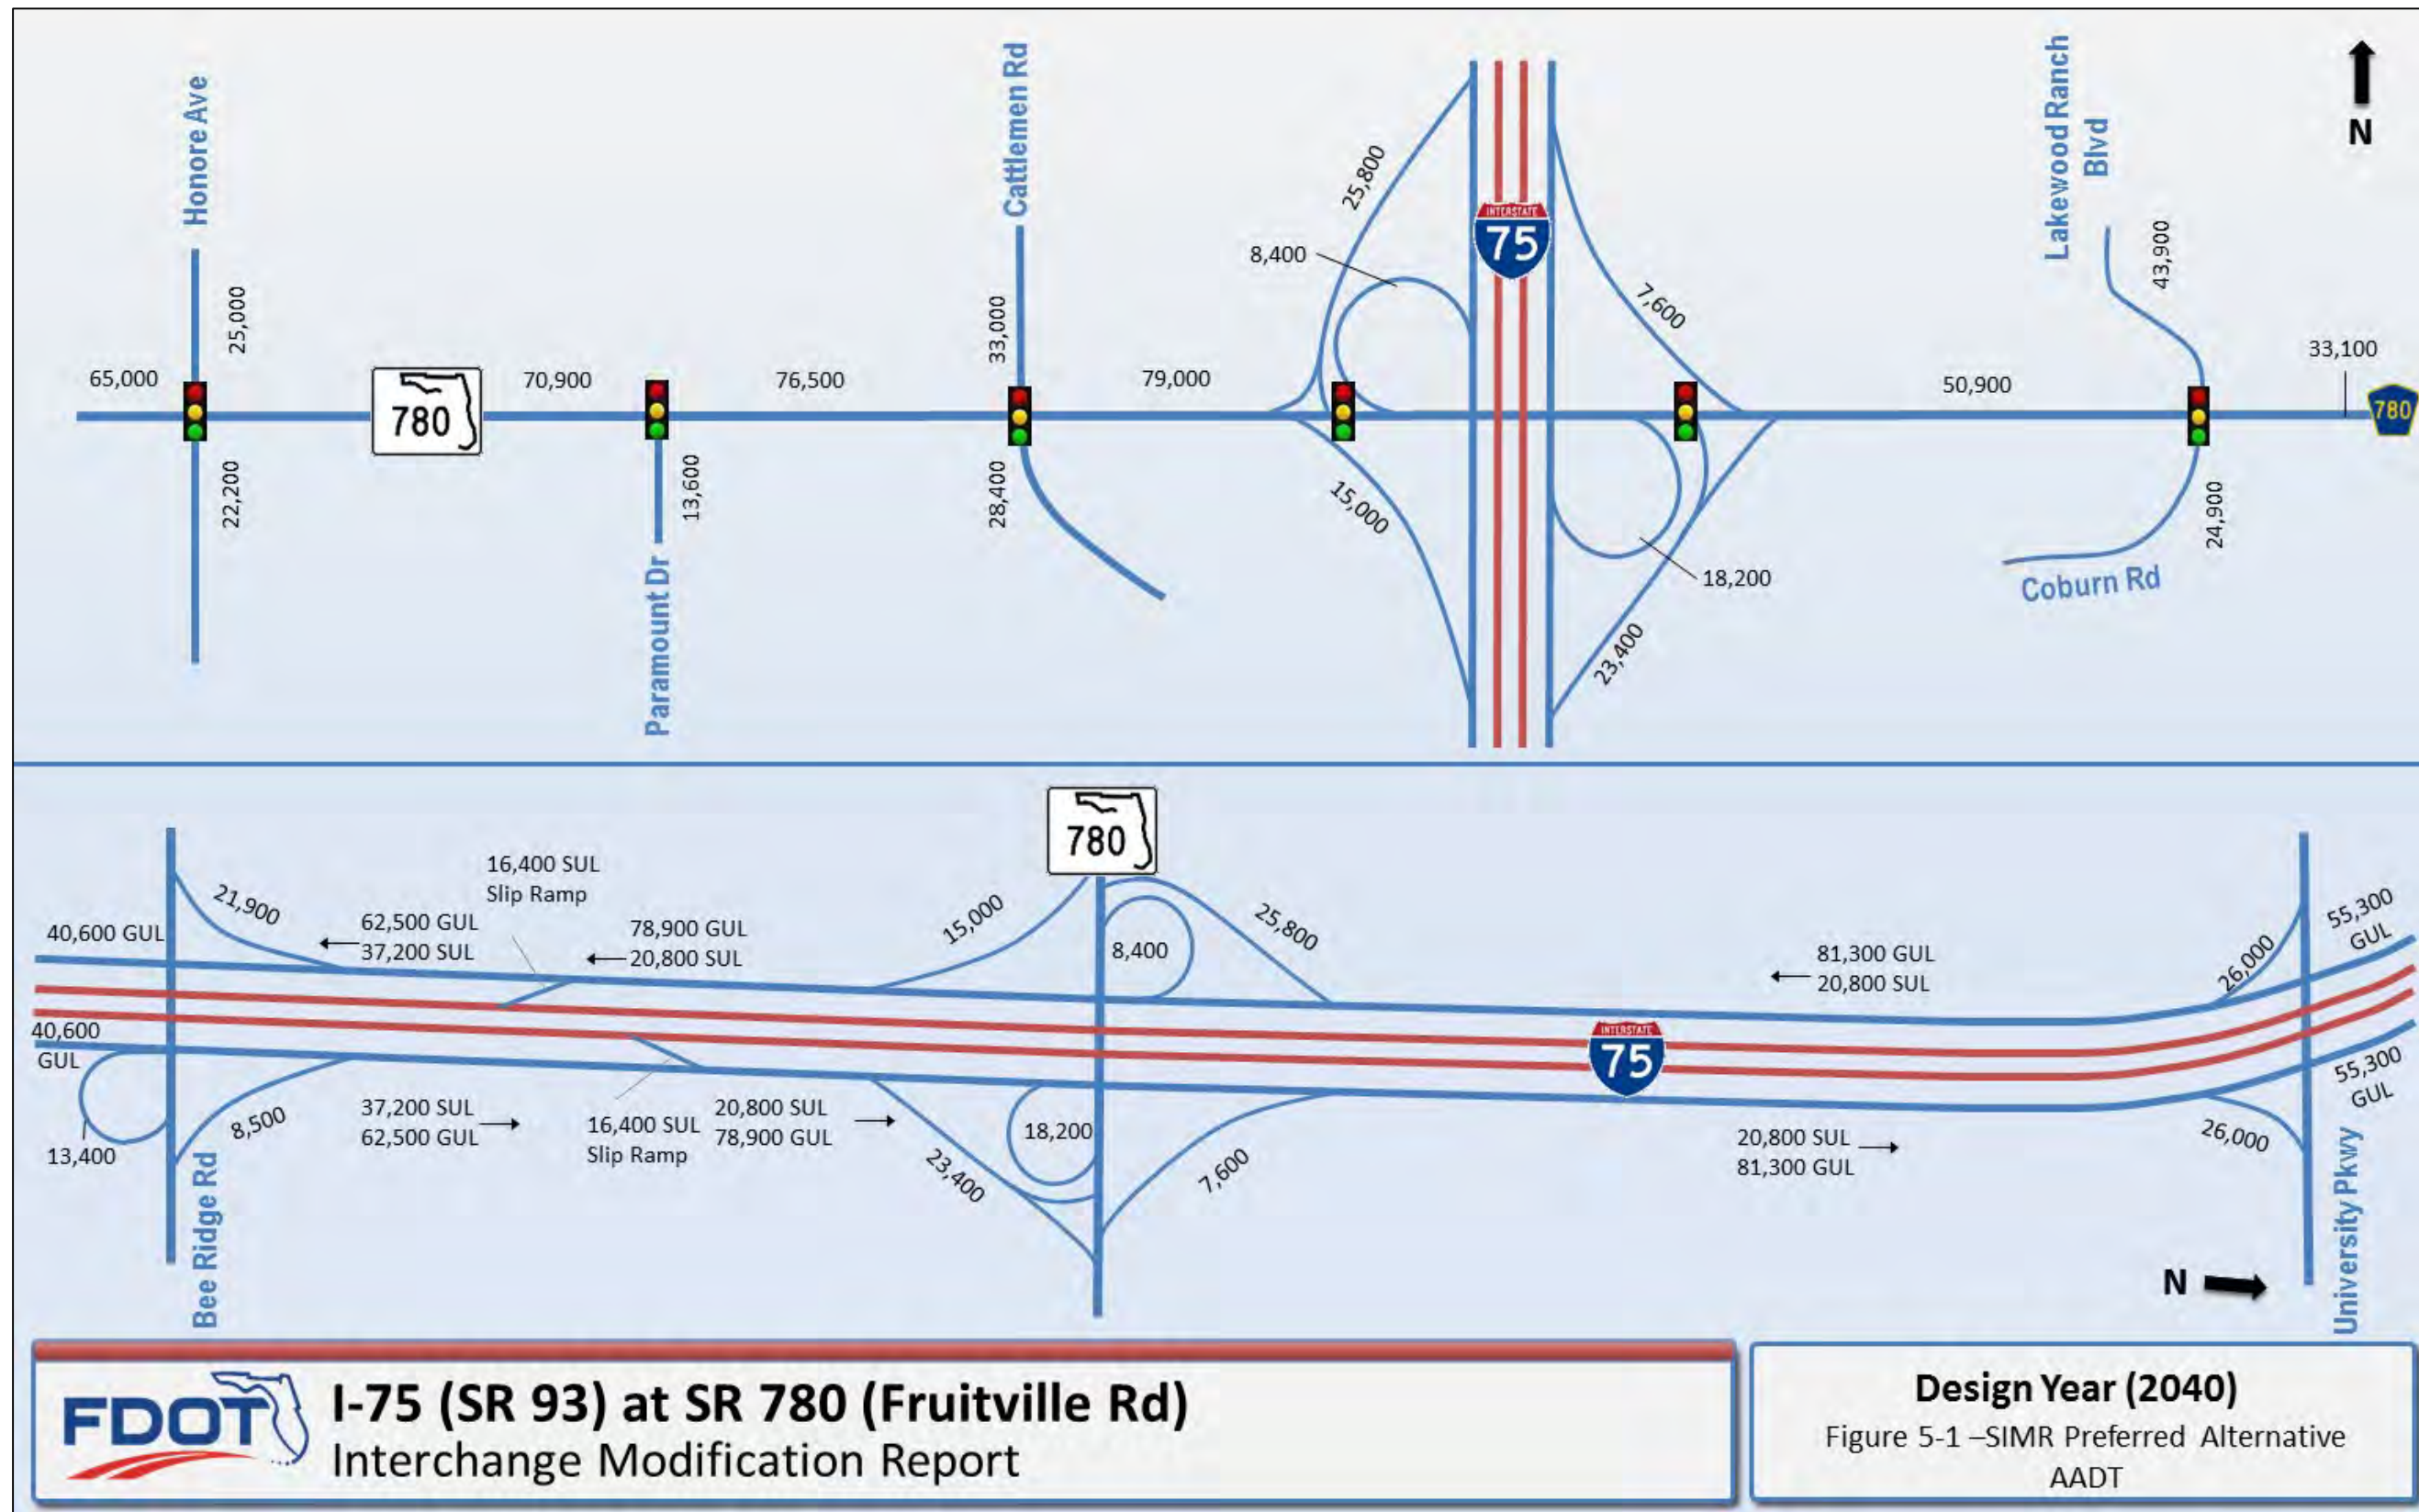 Honore Ave
Cattlemen Rd
Lakewood Ranch
Blvd
N
25,800
INTERSTATE
75
43,900
8,400
25,000
33,000
7,600
33,100
65,000
780
70,900
76,500
79,000
50,900
780
22,200
13,600
28,400
15,000
18,200
24,900
Coburn Rd
Paramount Dr
23,400
780
16,400 SUL
Slip Ramp
21,900
40,600 GUL
62,500 GUL
37,200 SUL
78,900 GUL
20,800 SUL
15,000
8,400
25,800
81,300 GUL
20,800 SUL
26,000
55,300
GUL
40,600
GUL
INTERSTATE
75
55,300
GUL
13,400
8,500
37,200 SUL
62,500 GUL
16,400 SUL
Slip Ramp
20,800 SUL
78,900 GUL
18,200
23,400
7,600
20,800 SUL
81,300 GUL
26,000
Bee Ridge Rd
N
University Pkwy
FDOT
I-75 (SR 93) at SR 780 (Fruitville Rd)
Interchange Modification Report
Design Year (2040)
Figure 5-1 –SIMR Preferred Alternative
AADT